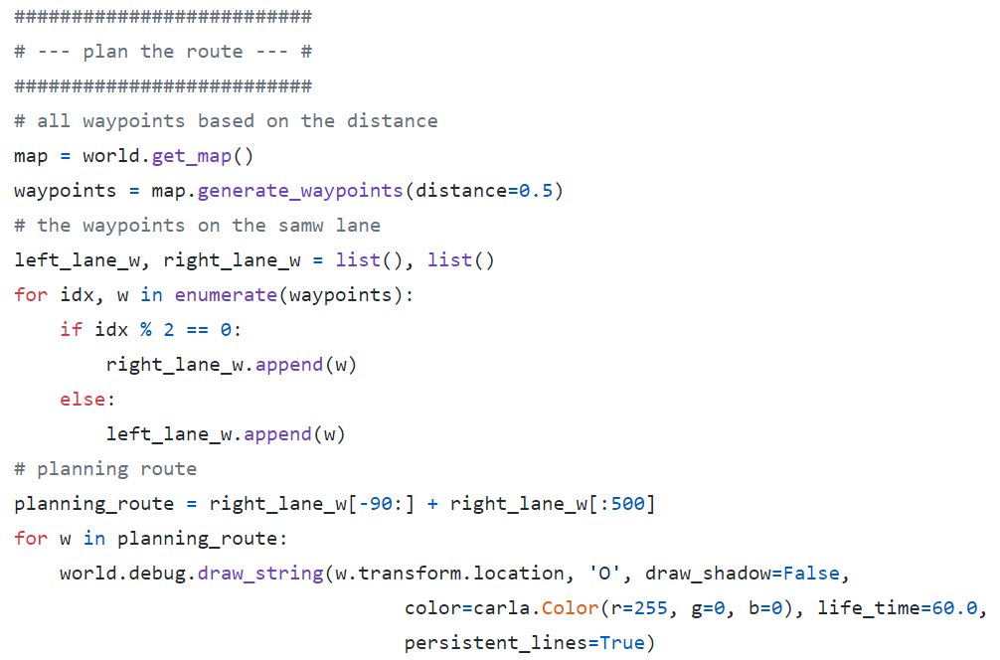 ##########################
# --- plan the route --- #
##########################
# all waypoints based on the distance
map = world.get_map()
waypoints = map.generate_waypoints(distance=0.5)
# the waypoints on the samw lane
left_lane_w, right_lane_w = list(), list()
for idx, w in enumerate(waypoints):
    if idx % 2 == 0:
        right_lane_w.append(w)
    else:
        left_lane_w.append(w)
# planning route
planning_route = right_lane_w[-90:] + right_lane_w[:500]
for w in planning_route:
    world.debug.draw_string(w.transform.location, 'O', draw_shadow=False,
                                  color=carla.Color(r=255, g=0, b=0), life_time=60.0,
                                  persistent_lines=True)